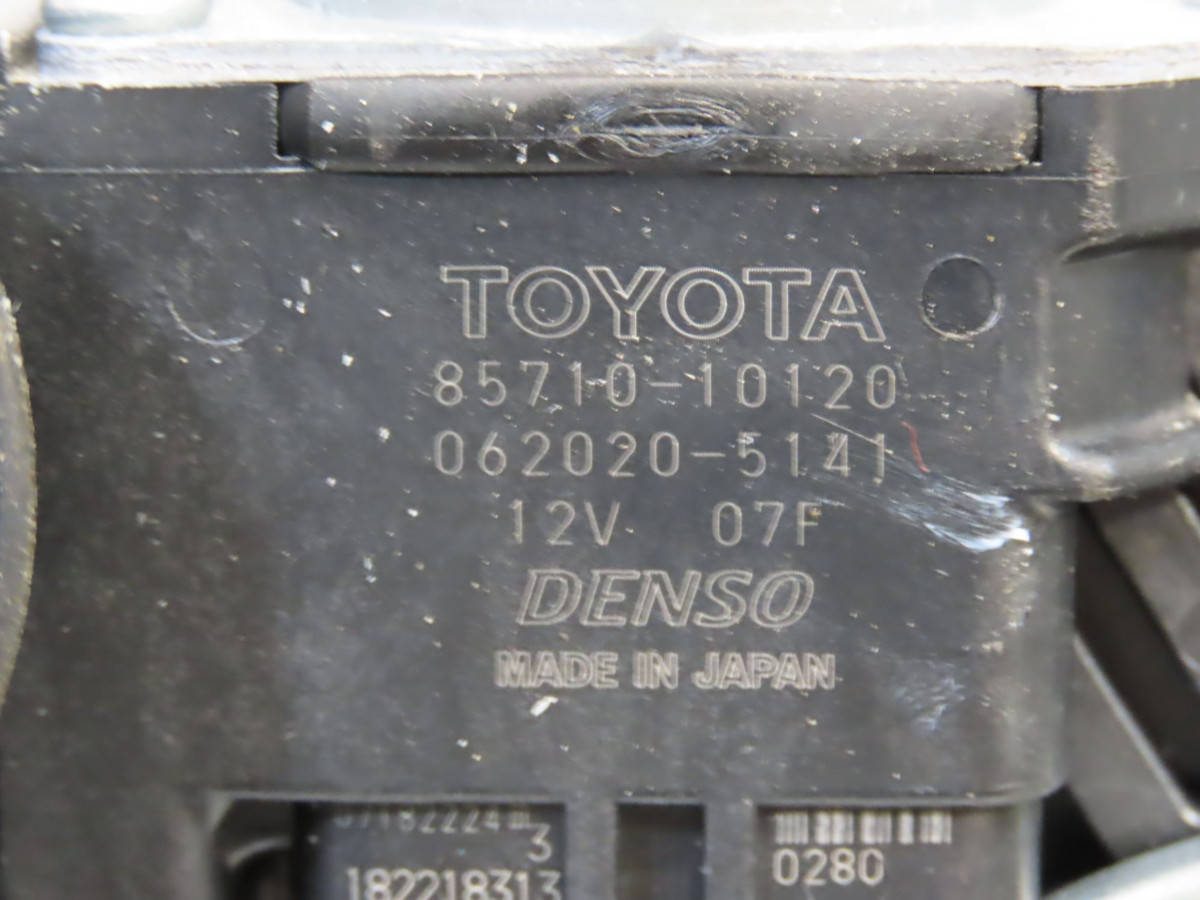 TOYOTA
85710-10120
062020-5141
12V 07F
DENSO
MADE IN JAPAN
3
182218313
0280